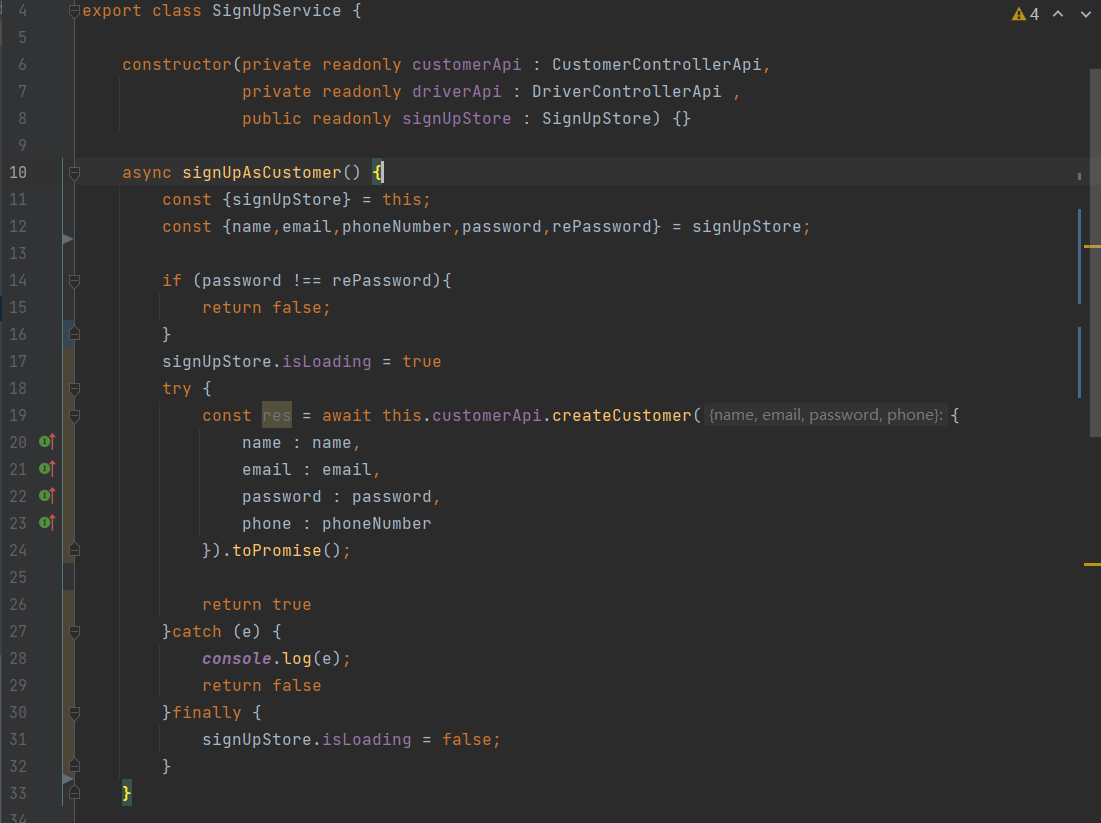 4 export class SignUpService {
4
5
6 constructor(private readonly customerApi : CustomerControllerApi,
7 private readonly driverApi : DriverControllerApi ,
8 public readonly signUpStore : SignUpStore) {}
9
10 async signUpAsCustomer() {
11 const {signUpStore} = this;
12 const {name,email,phoneNumber,password,rePassword} = signUpStore;
13
14 if (password !== rePassword){
15 return false;
16 }
17 signUpStore.isLoading = true
18 try {
19 const res = await this.customerApi.createCustomer( {name, email, password, phone}: {
20 name : name,
21 email : email,
22 password : password,
23 phone : phoneNumber
24 }).toPromise();
25
26 return true
27 }catch (e) {
28 console.log(e);
29 return false
30 }finally {
31 signUpStore.isLoading = false;
32 }
33 }
34